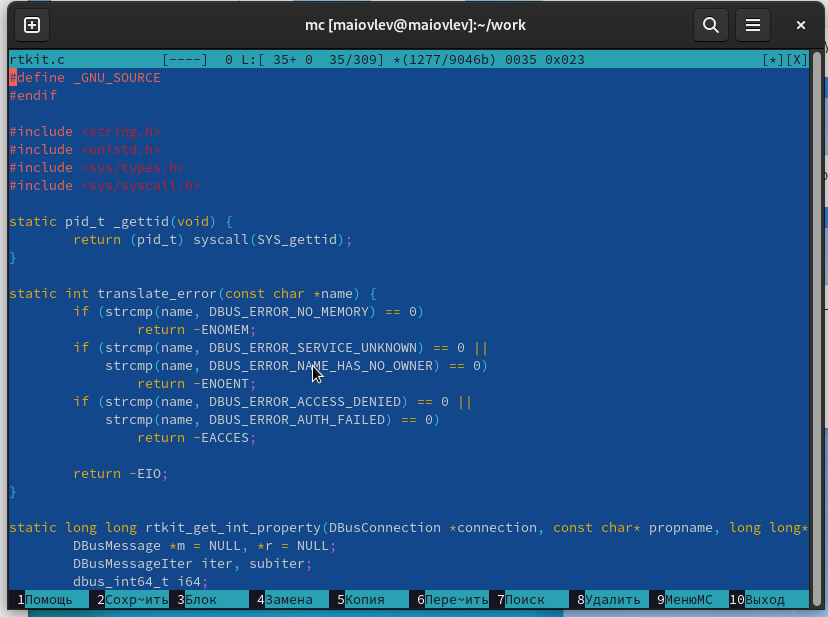 mc [maiovlev@maiovlev]:~/work
rtkit.c [----] 0 L:[ 35+ 0 35/309] *(1277/9046b) 0035 0x023 [*][X]
#define _GNU_SOURCE
#endif
#include <string.h>
#include <unistd.h>
#include <sys/types.h>
#include <sys/syscall.h>
static pid_t _gettid(void) {
return (pid_t) syscall(SYS_gettid);
}
static int translate_error(const char *name) {
if (strcmp(name, DBUS_ERROR_NO_MEMORY) == 0)
return -ENOMEM;
if (strcmp(name, DBUS_ERROR_SERVICE_UNKNOWN) == 0 ||
strcmp(name, DBUS_ERROR_NAME_HAS_NO_OWNER) == 0)
return -ENOENT;
if (strcmp(name, DBUS_ERROR_ACCESS_DENIED) == 0 ||
strcmp(name, DBUS_ERROR_AUTH_FAILED) == 0)
return -EACCES;
return -EIO;
}
static long long rtkit_get_int_property(DBusConnection *connection, const char* propname, long long*
DBusMessage *m = NULL, *r = NULL;
DBusMessageIter iter, subiter;
dbus_int64_t i64;
1Помощь 2Сохр~ить 3Блок 4Замена 5Копия 6Пере~ить 7Поиск 8Удалить 9МенюMC 10Выход